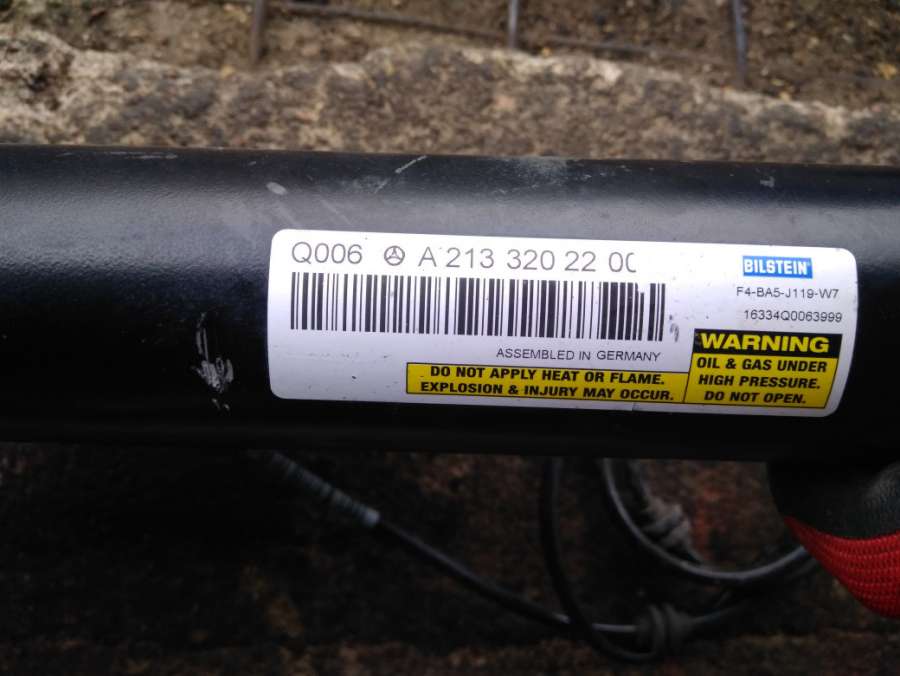 Q006 A 213 320 22 00
BILSTEIN
F4-BA5-J119-W7
16334Q0063999
ASSEMBLED IN GERMANY
DO NOT APPLY HEAT OR FLAME.
EXPLOSION & INJURY MAY OCCUR.
WARNING
OIL & GAS UNDER
HIGH PRESSURE.
DO NOT OPEN.